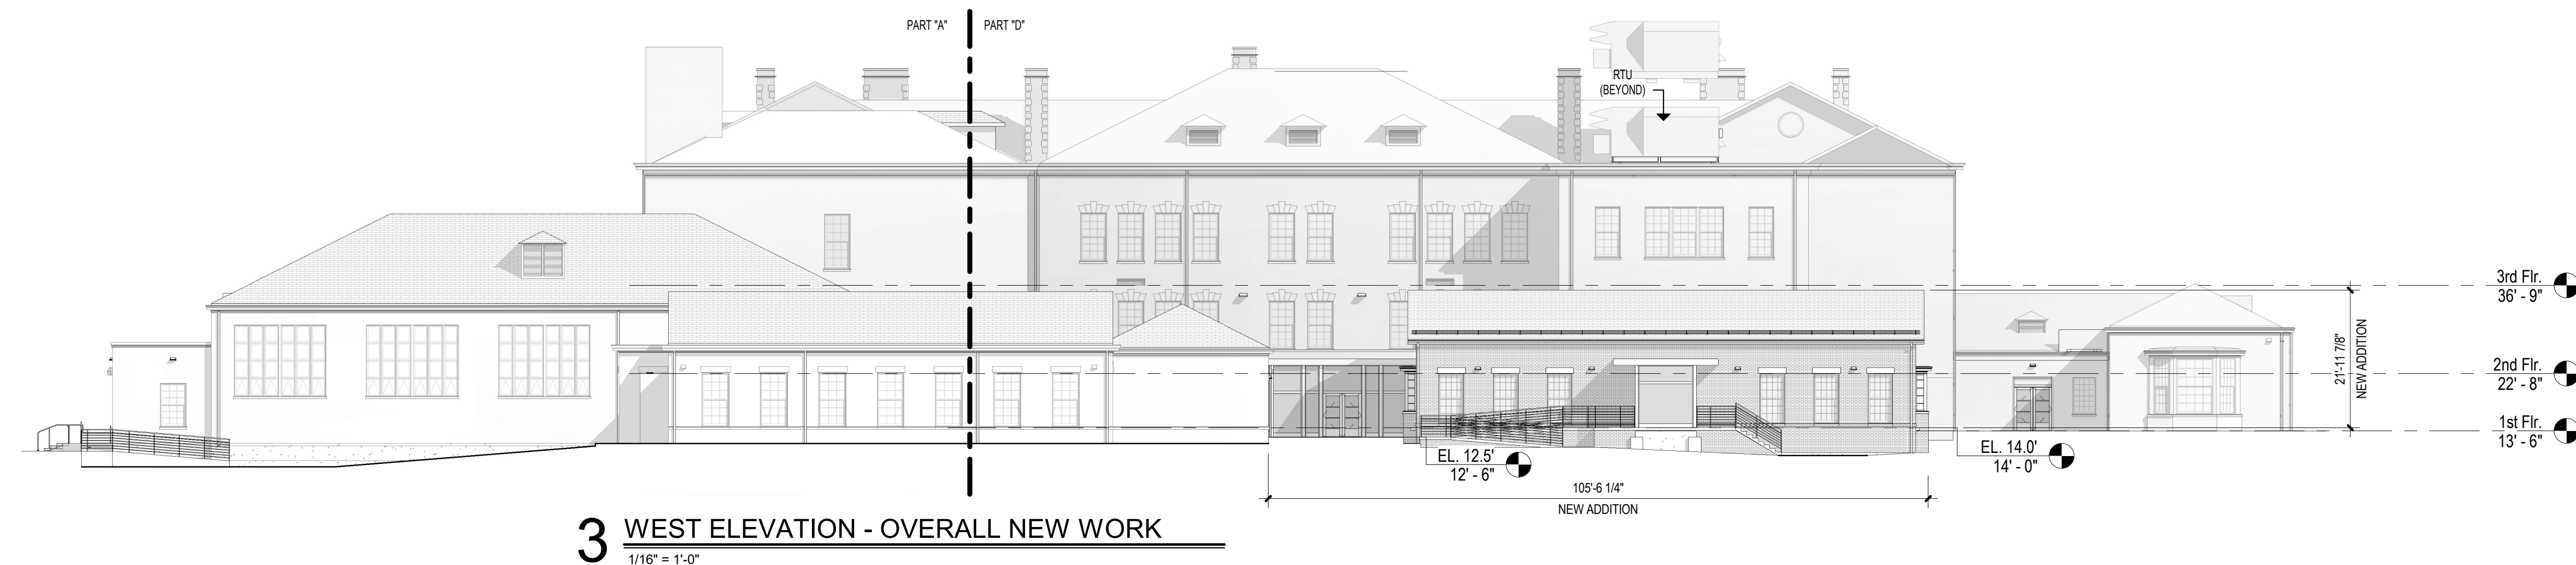 PART "A"
PART "D"
RTU
(BEYOND)
3rd Flr.
36' - 9"
21'-11 7/8"
NEW ADDITION
2nd Flr.
22' - 8"
1st Flr.
13' - 6"
EL. 12.5'
12' - 6"
EL. 14.0'
14' - 0"
105'-6 1/4"
NEW ADDITION
3 WEST ELEVATION - OVERALL NEW WORK
1/16" = 1'-0"